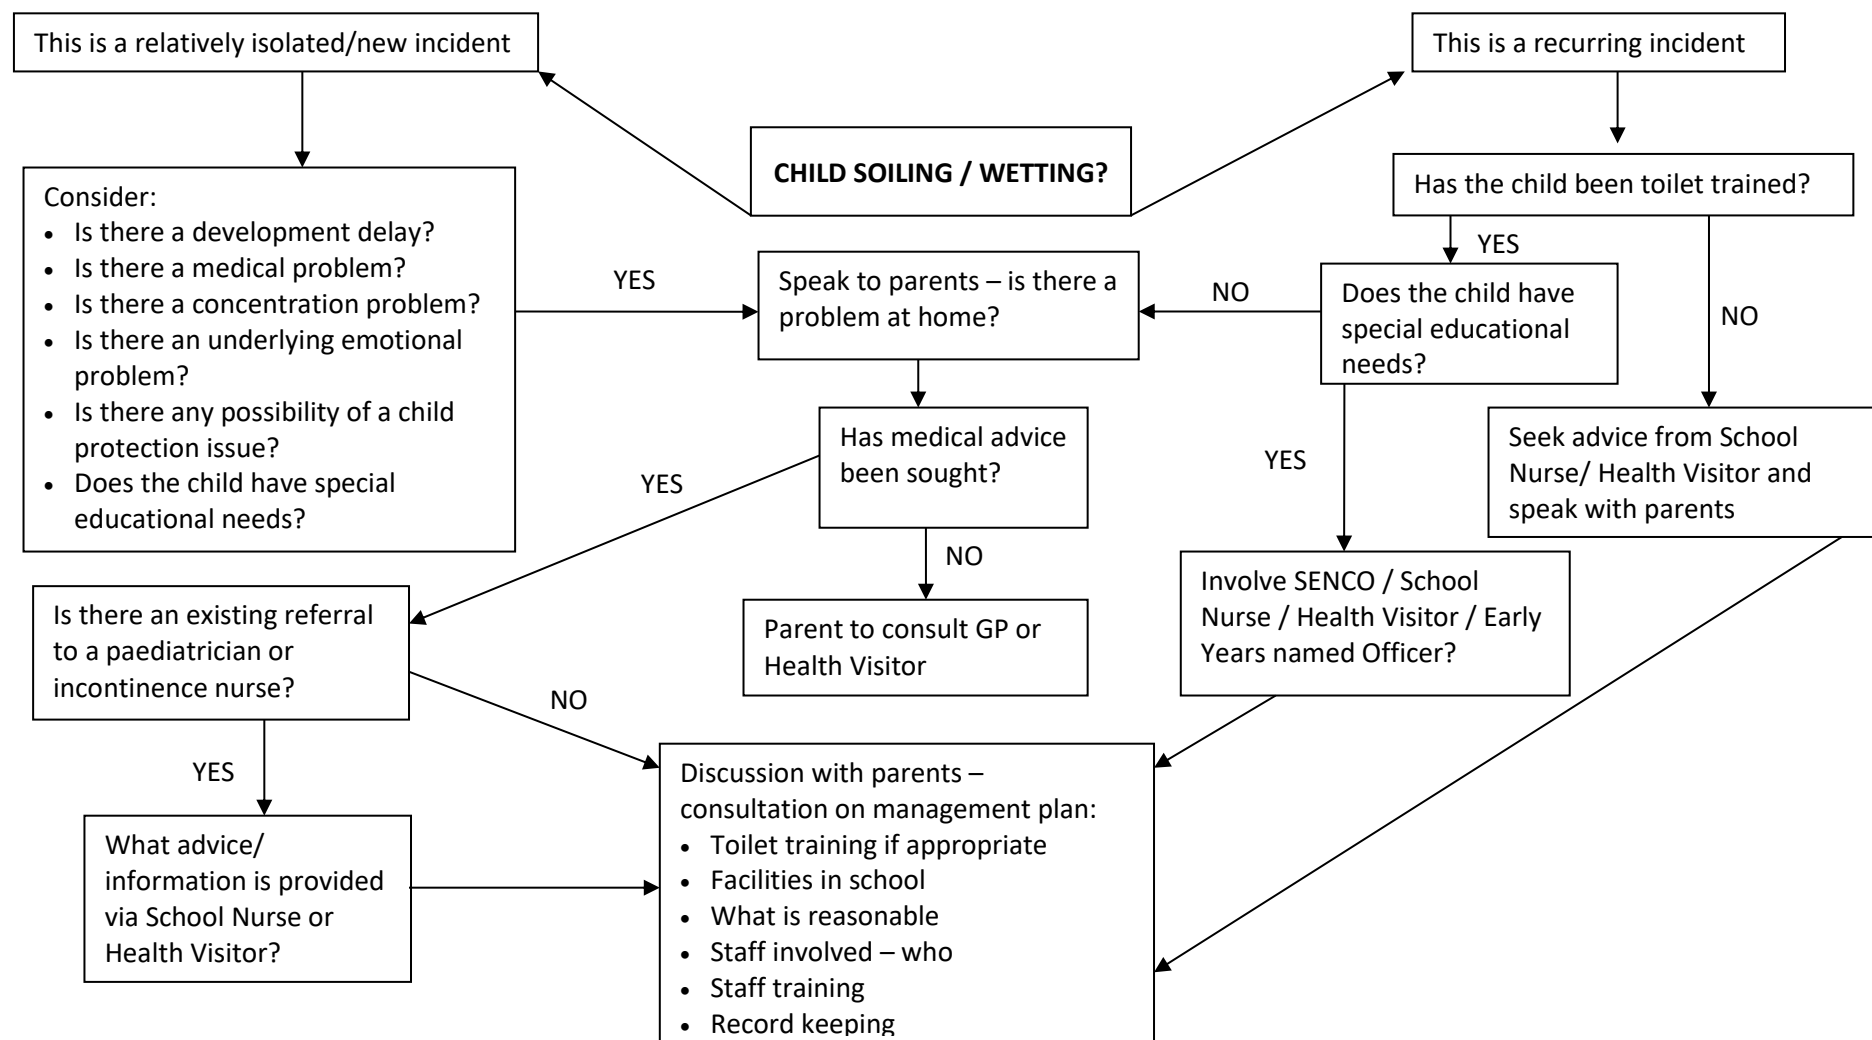 This is a relatively isolated/new incident
This is a recurring incident
CHILD SOILING / WETTING?
Has the child been toilet trained?
Consider:
• Is there a development delay?
• Is there a medical problem?
• Is there a concentration problem?
• Is there an underlying emotional
problem?
• Is there any possibility of a child
protection issue?
• Does the child have special
educational needs?
YES
Speak to parents – is there a
problem at home?
NO
YES
Does the child have
special educational
needs?
NO
Has medical advice
been sought?
YES
YES
Seek advice from School
Nurse/ Health Visitor and
speak with parents
NO
Is there an existing referral
to a paediatrician or
incontinence nurse?
Parent to consult GP or
Health Visitor
Involve SENCO / School
Nurse / Health Visitor / Early
Years named Officer?
NO
YES
What advice/
information is provided
via School Nurse or
Health Visitor?
Discussion with parents –
consultation on management plan:
• Toilet training if appropriate
• Facilities in school
• What is reasonable
• Staff involved – who
• Staff training
• Record keeping